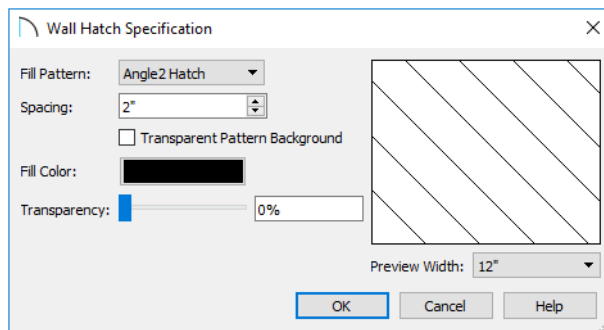 Wall Hatch Specification
Fill Pattern: Angle2 Hatch
Spacing: 2"
Transparent Pattern Background
Fill Color:
Transparency: 0%
Preview Width: 12"
OK Cancel Help